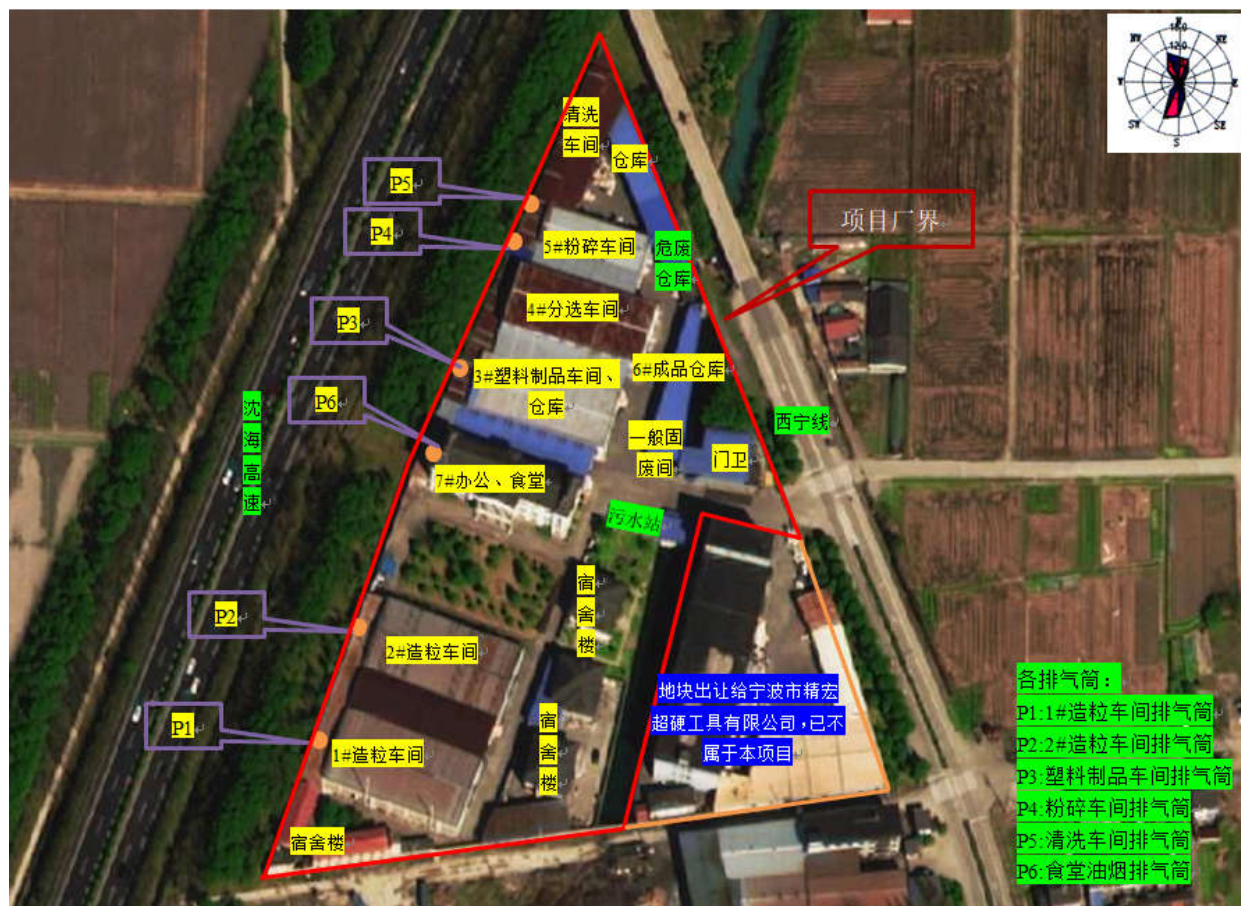 清洗
车间
仓库
P5
P4
5#粉碎车间
危废
仓库
项目厂界
4#分选车间
P3
3#塑料制品车间、
仓库
6#成品仓库
P6
沈
海
高
速
西宁线
一般固
废间
门卫
7#办公、食堂
污水站
宿
舍
楼
P2
2#造粒车间
P1
1#造粒车间
宿
舍
楼
地块出让给宁波市精宏
超硬工具有限公司,已不
属于本项目
宿舍楼
各排气筒:
P1:1#造粒车间排气筒
P2:2#造粒车间排气筒
P3:塑料制品车间排气筒
P4:粉碎车间排气筒
P5:清洗车间排气筒
P6:食堂油烟排气筒
NE
E
SE
S
SW